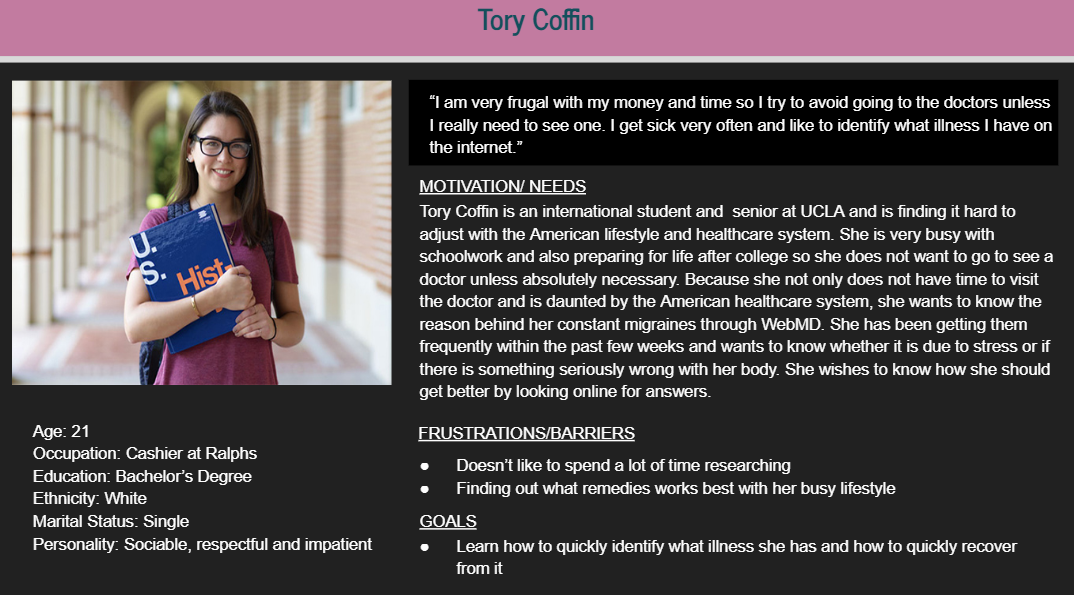 Tory Coffin
“I am very frugal with my money and time so I try to avoid going to the doctors unless
I really need to see one. I get sick very often and like to identify what illness I have on
the internet.”
MOTIVATION/ NEEDS
Tory Coffin is an international student and  senior at UCLA and is finding it hard to
adjust with the American lifestyle and healthcare system. She is very busy with
schoolwork and also preparing for life after college so she does not want to go to see a
doctor unless absolutely necessary. Because she not only does not have time to visit
the doctor and is daunted by the American healthcare system, she wants to know the
reason behind her constant migraines through WebMD. She has been getting them
frequently within the past few weeks and wants to know whether it is due to stress or if
there is something seriously wrong with her body. She wishes to know how she should
get better by looking online for answers.
FRUSTRATIONS/BARRIERS
● Doesn’t like to spend a lot of time researching
● Finding out what remedies works best with her busy lifestyle
GOALS
● Learn how to quickly identify what illness she has and how to quickly recover
from it
U.
S.
Hist
Age: 21
Occupation: Cashier at Ralphs
Education: Bachelor’s Degree
Ethnicity: White
Marital Status: Single
Personality: Sociable, respectful and impatient